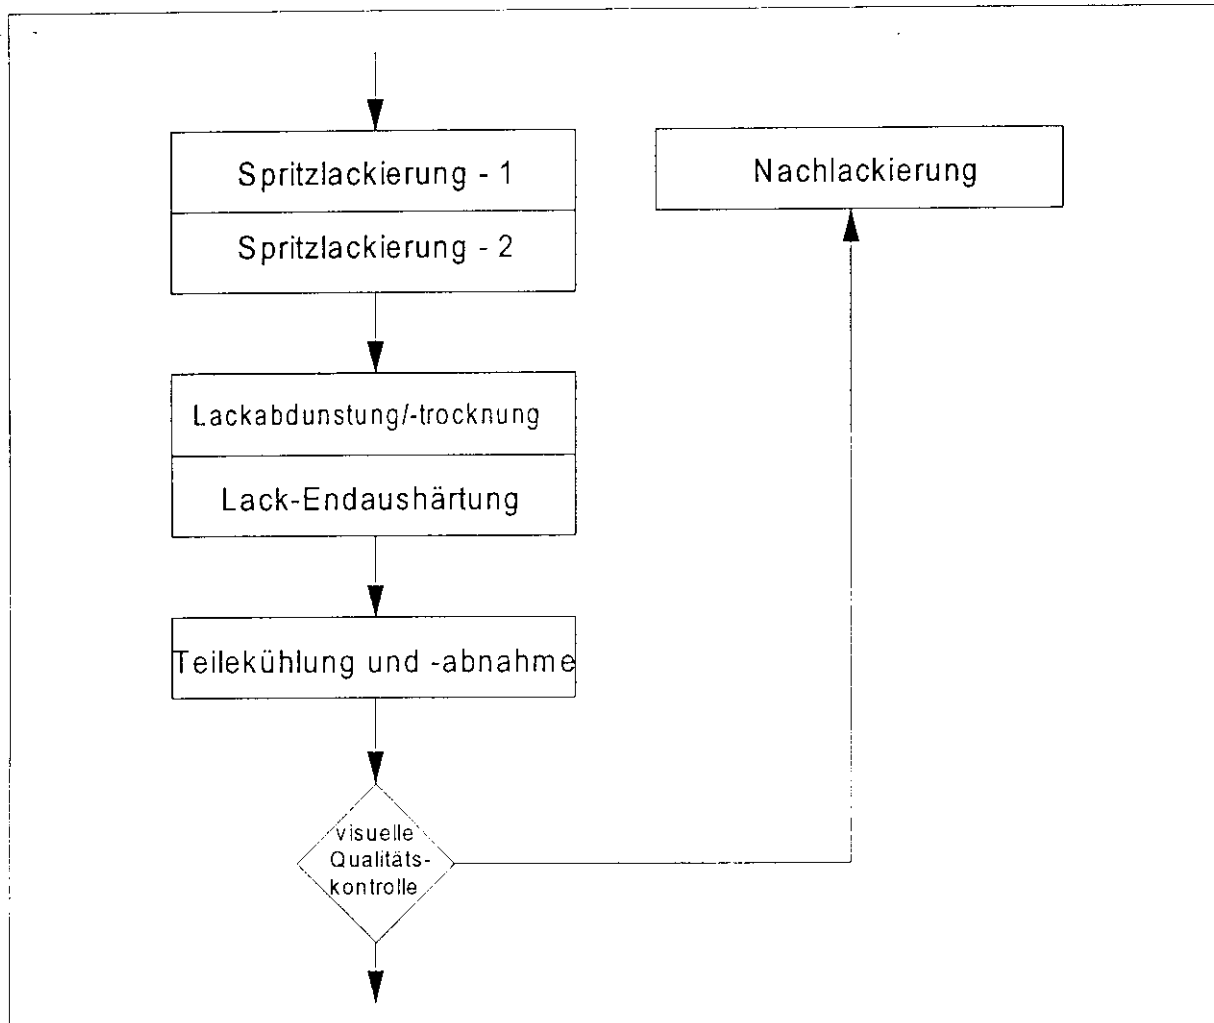 Spritzlackierung - 1
Spritzlackierung - 2
Nachlackierung
Lackabdunstung/-trocknung
Lack-Endaushärtung
Teilekühlung und -abnahme
visuelle
Qualitäts-
kontrolle